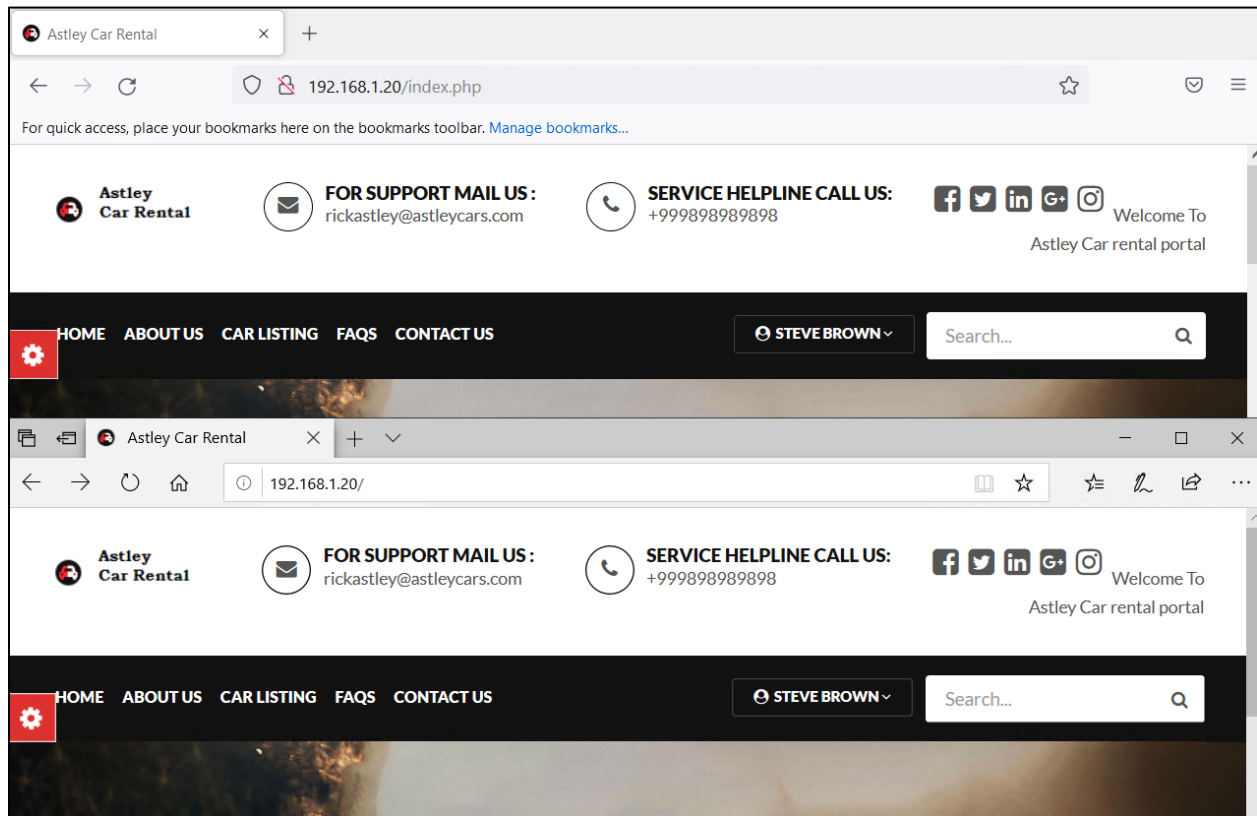 Astley Car Rental
192.168.1.20/index.php
For quick access, place your bookmarks here on the bookmarks toolbar. Manage bookmarks...
Astley
Car Rental
FOR SUPPORT MAIL US :
rickastley@astleycars.com
SERVICE HELPLINE CALL US:
+999898989898
Welcome To
Astley Car rental portal
HOME ABOUT US CAR LISTING FAQS CONTACT US
STEVE BROWN
Search...
Astley Car Rental
192.168.1.20/
Astley
Car Rental
FOR SUPPORT MAIL US :
rickastley@astleycars.com
SERVICE HELPLINE CALL US:
+999898989898
Welcome To
Astley Car rental portal
HOME ABOUT US CAR LISTING FAQS CONTACT US
STEVE BROWN
Search...